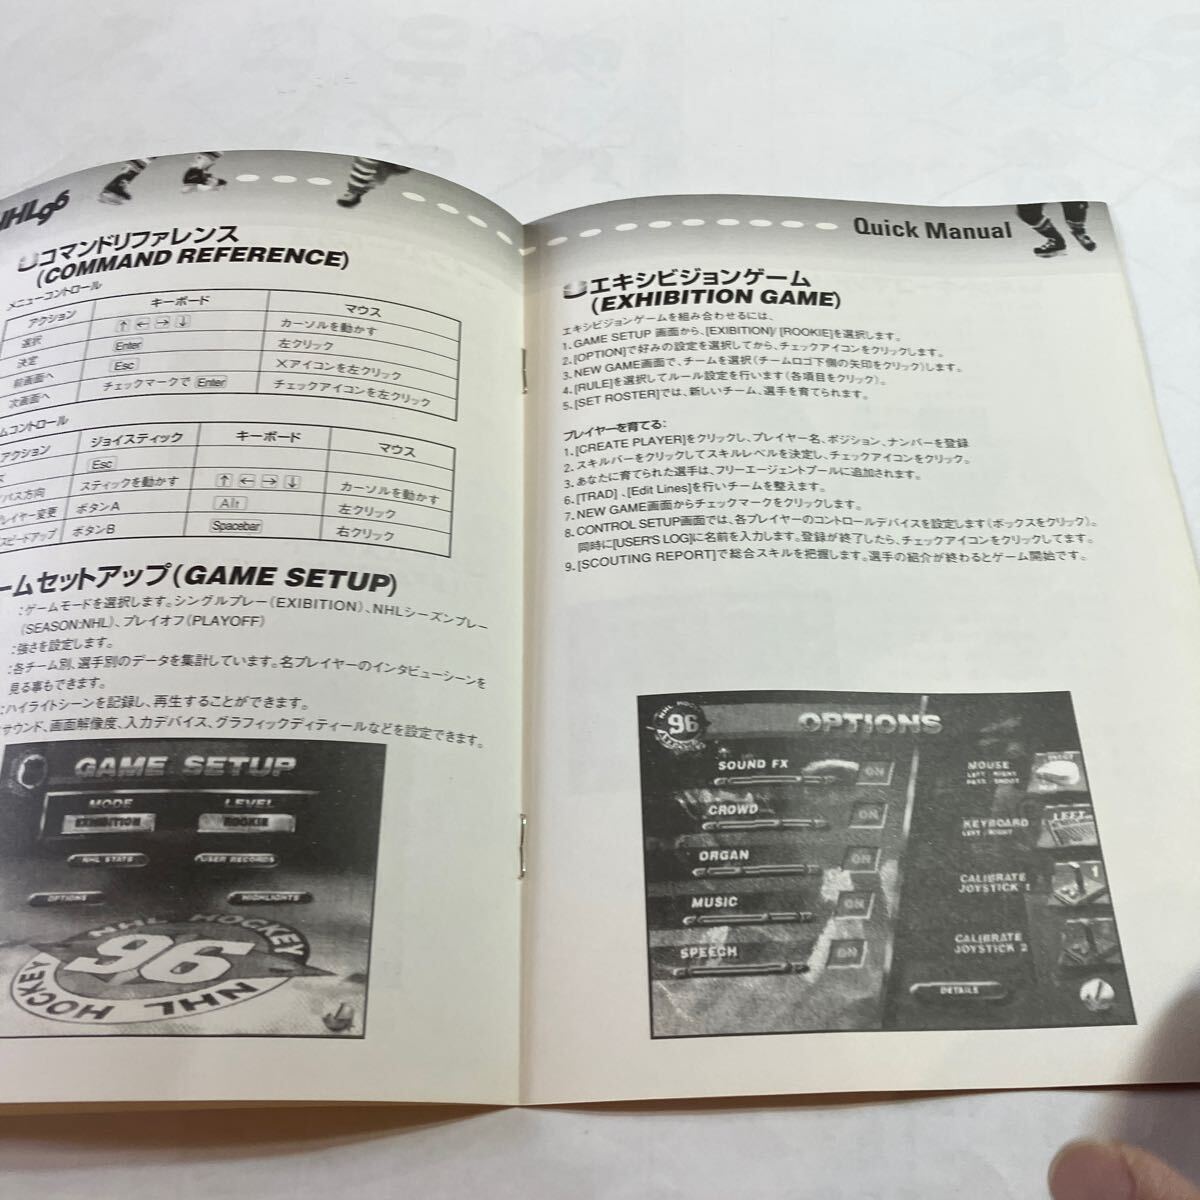 NHL96
コマンドリファレンス
(COMMAND REFERENCE)
メニューコントロール
アクション キーボード マウス
選択 ↑ ← → ↓ カーソルを動かす
決定 Enter 左クリック
前画面へ Esc ×アイコンを左クリック
次画面へ チェックマークで Enter チェックアイコンを左クリック
ムコントロール
アクション ジョイスティック キーボード マウス
ズ Esc
パス方向 スティックを動かす ↑ ← → ↓ カーソルを動かす
プレイヤー変更 ボタンA Alt 左クリック
スピードアップ ボタンB Spacebar 右クリック
ームセットアップ(GAME SETUP)
:ゲームモードを選択します。シングルプレー(EXIBITION)、NHLシーズンプレー
(SEASON:NHL)、プレイオフ(PLAYOFF)
:強さを設定します。
:各チーム別、選手別のデータを集計しています。名プレイヤーのインタビューシーンを
見る事もできます。
:ハイライトシーンを記録し、再生することができます。
サウンド、画面解像度、入力デバイス、グラフィックディティールなどを設定できます。
GAME SETUP
MODE LEVEL
EXHIBITION ROOKIE
NHL STATS USER RECORDS
OPTIONS HIGHLIGHTS
NHL HOCKEY
96
NHL HOCKEY
Quick Manual
エキシビジョンゲーム
(EXHIBITION GAME)
エキシビジョンゲームを組み合わせるには、
1. GAME SETUP 画面から、[EXIBITION]/ [ROOKIE]を選択します。
2. [OPTION]で好みの設定を選択してから、チェックアイコンをクリックします。
3. NEW GAME画面で、チームを選択(チームロゴ下側の矢印をクリック)します。
4. [RULE]を選択してルール設定を行います(各項目をクリック)。
5. [SET ROSTER]では、新しいチーム、選手を育てられます。
プレイヤーを育てる:
1. [CREATE PLAYER]をクリックし、プレイヤー名、ポジション、ナンバーを登録
2. スキルバーをクリックしてスキルレベルを決定し、チェックアイコンをクリック。
3. あなたに育てられた選手は、フリーエージェントプールに追加されます。
6. [TRAD] 、[Edit Lines]を行いチームを整えます。
7. NEW GAME画面からチェックマークをクリックします。
8. CONTROL SETUP画面では、各プレイヤーのコントロールデバイスを設定します(ボックスをクリック)。
同時に[USER'S LOG]に名前を入力します。登録が終了したら、チェックアイコンをクリックしてます。
9. [SCOUTING REPORT]で総合スキルを把握します。選手の紹介が終わるとゲーム開始です。
96
OPTIONS
SOUND FX ON
CROWD ON
ORGAN ON
MUSIC ON
SPEECH ON
MOUSE
LEFT / RIGHT
PASS / SHOOT
KEYBOARD
LEFT / RIGHT
LEFT
CALIBRATE
JOYSTICK 1
1
CALIBRATE
JOYSTICK 2
DETAILS